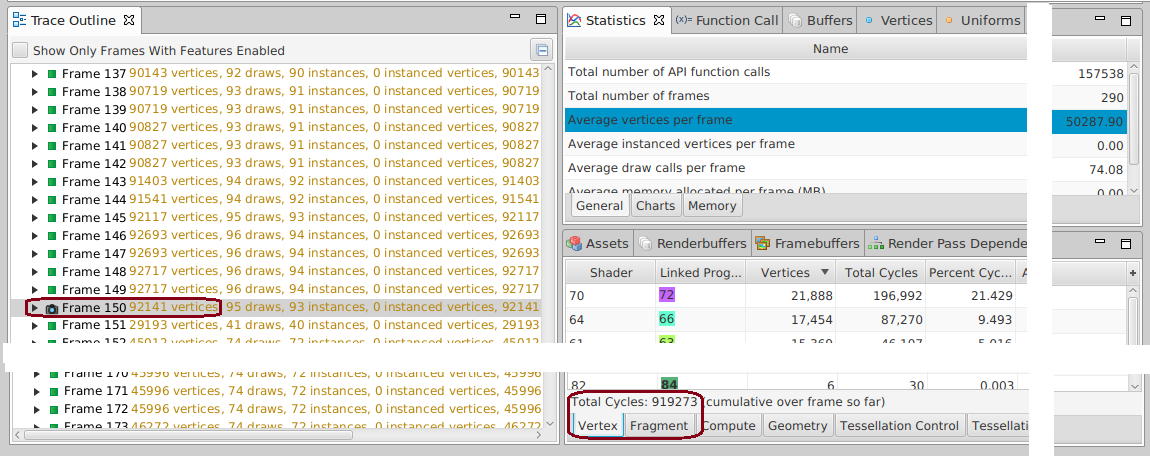 Trace Outline
Show Only Frames With Features Enabled
Frame 137 90143 vertices, 92 draws, 90 instances, 0 instanced vertices, 90143
Frame 138 90719 vertices, 93 draws, 91 instances, 0 instanced vertices, 90719
Frame 139 90719 vertices, 93 draws, 91 instances, 0 instanced vertices, 90719
Frame 140 90827 vertices, 93 draws, 91 instances, 0 instanced vertices, 90827
Frame 141 90827 vertices, 93 draws, 91 instances, 0 instanced vertices, 90827
Frame 142 90827 vertices, 93 draws, 91 instances, 0 instanced vertices, 90827
Frame 143 91403 vertices, 94 draws, 92 instances, 0 instanced vertices, 91403
Frame 144 91541 vertices, 94 draws, 92 instances, 0 instanced vertices, 91541
Frame 145 92117 vertices, 95 draws, 93 instances, 0 instanced vertices, 92117
Frame 146 92693 vertices, 96 draws, 94 instances, 0 instanced vertices, 92693
Frame 147 92693 vertices, 96 draws, 94 instances, 0 instanced vertices, 92693
Frame 148 92717 vertices, 96 draws, 94 instances, 0 instanced vertices, 92717
Frame 149 92717 vertices, 96 draws, 94 instances, 0 instanced vertices, 92717
Frame 150 92141 vertices, 95 draws, 93 instances, 0 instanced vertices, 92141
Frame 151 29193 vertices, 41 draws, 40 instances, 0 instanced vertices, 29193
Frame 152 45012 vertices, 74 draws, 72 instances, 0 instanced vertices, 45012
Frame 170 45996 vertices, 74 draws, 72 instances, 0 instanced vertices, 45996
Frame 171 45996 vertices, 74 draws, 72 instances, 0 instanced vertices, 45996
Frame 172 45996 vertices, 74 draws, 72 instances, 0 instanced vertices, 45996
Frame 173 46272 vertices, 74 draws, 72 instances, 0 instanced vertices, 46272
Statistics (x)= Function Call Buffers Vertices Uniforms
Name
Total number of API function calls 157538
Total number of frames 290
Average vertices per frame 50287.90
Average instanced vertices per frame 0.00
Average draw calls per frame 74.08
Average memory allocated per frame (MB) 0.00
General Charts Memory
Assets Renderbuffers Framebuffers Render Pass Depende
Shader Linked Prog... Vertices Total Cycles Percent Cyc... A
70 72 21,888 196,992 21.429
64 66 17,454 87,270 9.493
61 63 15,369 46,107 5.016
82 84 6 30 0.003
Total Cycles: 919273 (cumulative over frame so far)
Vertex Fragment Compute Geometry Tessellation Control Tessellati